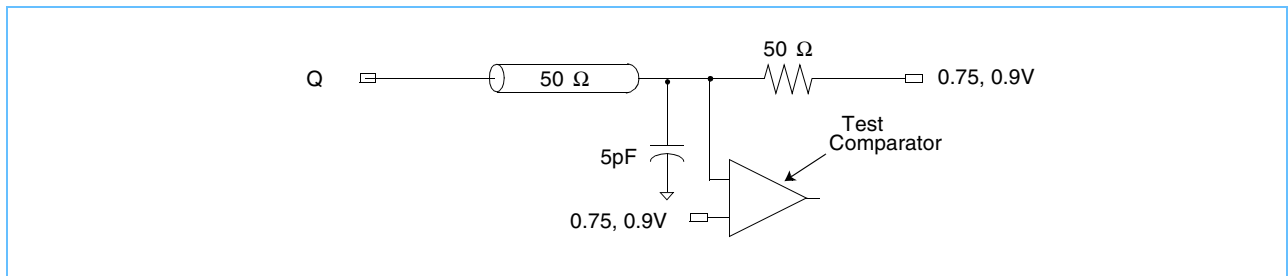 50 Ω
Q
50 Ω
0.75, 0.9V
Test
Comparator
5pF
0.75, 0.9V